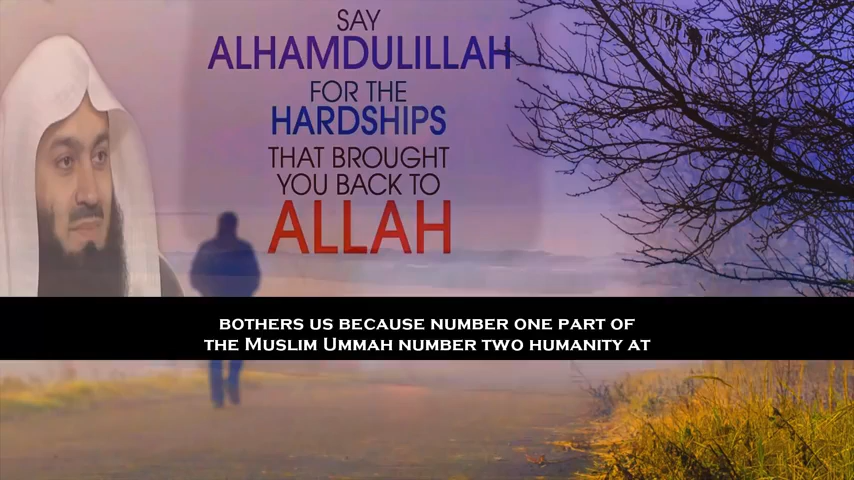 SAY
ALHAMDULILLAH
FOR THE
HARDSHIPS
THAT BROUGHT
YOU BACK TO
ALLAH
BOTHERS US BECAUSE NUMBER ONE PART OF
THE MUSLIM UMMAH NUMBER TWO HUMANITY AT